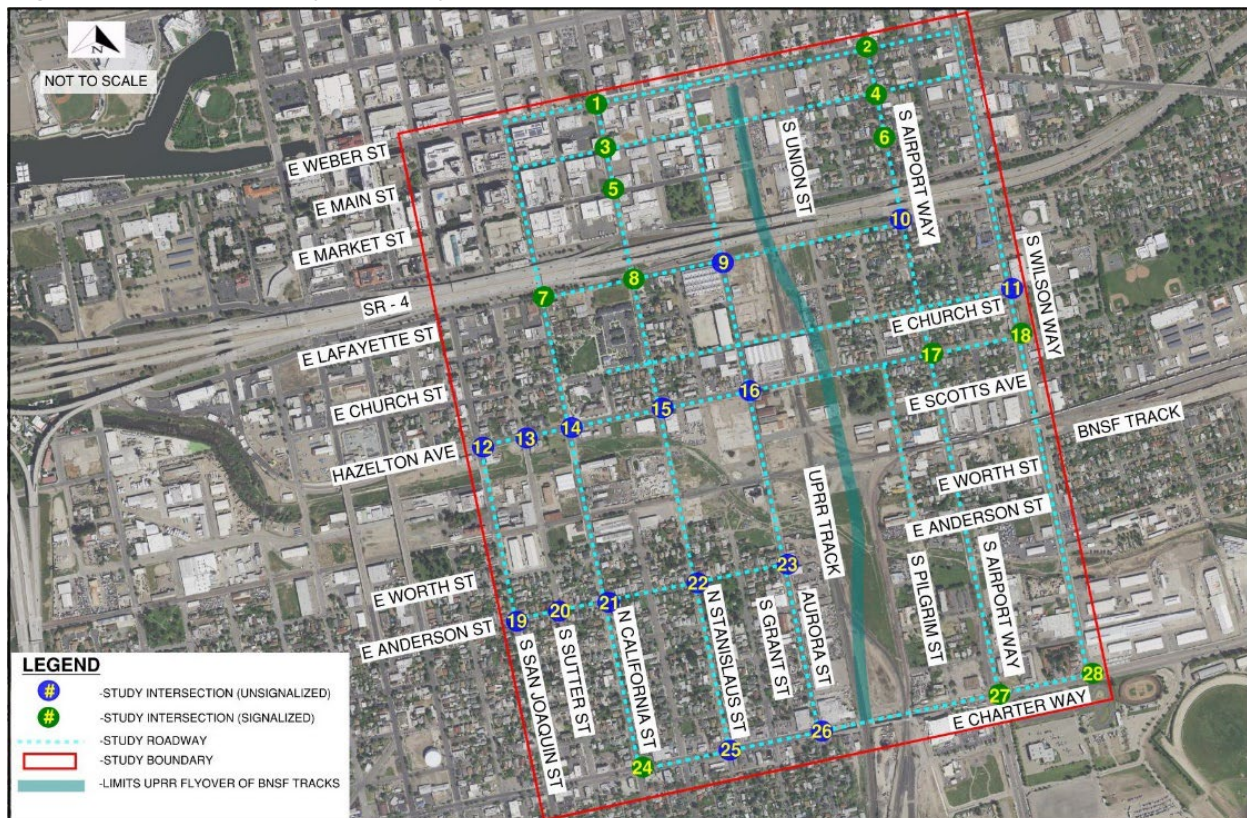 N
NOT TO SCALE
E WEBER ST
E MAIN ST
E MARKET ST
SR - 4
E LAFAYETTE ST
E CHURCH ST
HAZELTON AVE
E WORTH ST
E ANDERSON ST
S UNION ST
S AIRPORT WAY
S WILSON WAY
E CHURCH ST
E SCOTTS AVE
BNSF TRACK
E WORTH ST
E ANDERSON ST
UPRR TRACK
S PILGRIM ST
S AIRPORT WAY
E CHARTER WAY
S SAN JOAQUIN ST
S SUTTER ST
N CALIFORNIA ST
N STANISLAUS ST
S GRANT ST
AURORA ST
1
2
3
4
5
6
7
8
9
10
11
12
13
14
15
16
17
18
19
20
21
22
23
24
25
26
27
28
LEGEND
# -STUDY INTERSECTION (UNSIGNALIZED)
# -STUDY INTERSECTION (SIGNALIZED)
-STUDY ROADWAY
-STUDY BOUNDARY
-LIMITS UPRR FLYOVER OF BNSF TRACKS